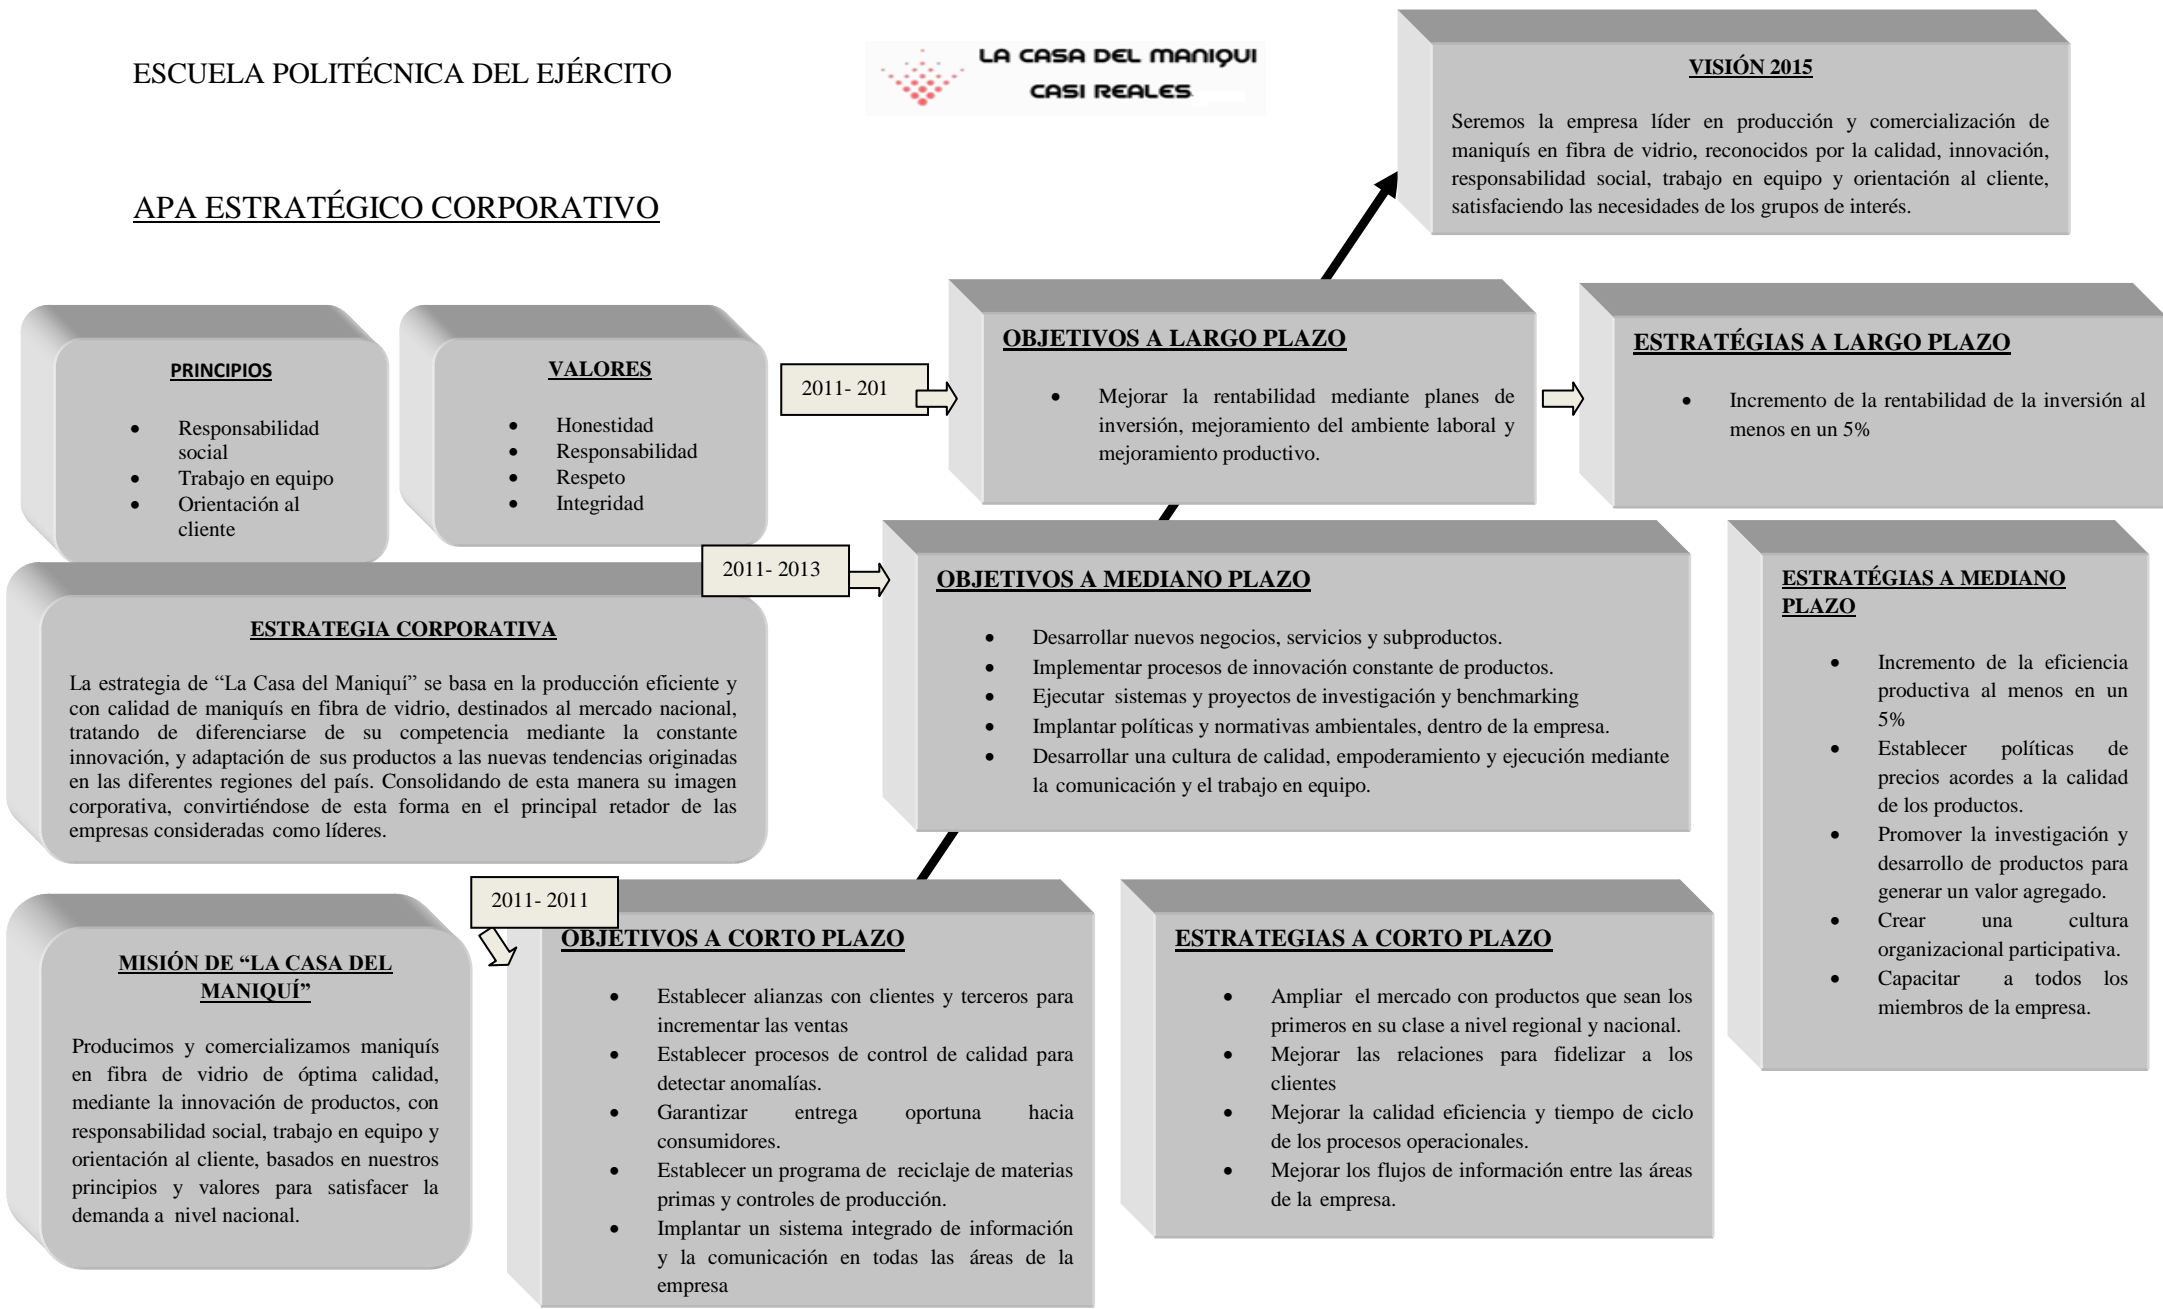 ESCUELA POLITÉCNICA DEL EJÉRCITO
LA CASA DEL MANIQUI
CASI REALES
APA ESTRATÉGICO CORPORATIVO
VISIÓN 2015
Seremos la empresa líder en producción y comercialización de
maniquís en fibra de vidrio, reconocidos por la calidad, innovación,
responsabilidad social, trabajo en equipo y orientación al cliente,
satisfaciendo las necesidades de los grupos de interés.
PRINCIPIOS
• Responsabilidad
social
• Trabajo en equipo
• Orientación al
cliente
VALORES
• Honestidad
• Responsabilidad
• Respeto
• Integridad
2011- 201
OBJETIVOS A LARGO PLAZO
• Mejorar la rentabilidad mediante planes de
inversión, mejoramiento del ambiente laboral y
mejoramiento productivo.
ESTRATÉGIAS A LARGO PLAZO
• Incremento de la rentabilidad de la inversión al
menos en un 5%
ESTRATEGIA CORPORATIVA
La estrategia de “La Casa del Maniquí” se basa en la producción eficiente y
con calidad de maniquís en fibra de vidrio, destinados al mercado nacional,
tratando de diferenciarse de su competencia mediante la constante
innovación, y adaptación de sus productos a las nuevas tendencias originadas
en las diferentes regiones del país. Consolidando de esta manera su imagen
corporativa, convirtiéndose de esta forma en el principal retador de las
empresas consideradas como líderes.
2011- 2013
OBJETIVOS A MEDIANO PLAZO
• Desarrollar nuevos negocios, servicios y subproductos.
• Implementar procesos de innovación constante de productos.
• Ejecutar sistemas y proyectos de investigación y benchmarking
• Implantar políticas y normativas ambientales, dentro de la empresa.
• Desarrollar una cultura de calidad, empoderamiento y ejecución mediante
la comunicación y el trabajo en equipo.
ESTRATÉGIAS A MEDIANO
PLAZO
• Incremento de la eficiencia
productiva al menos en un
5%
• Establecer políticas de
precios acordes a la calidad
de los productos.
• Promover la investigación y
desarrollo de productos para
generar un valor agregado.
• Crear una cultura
organizacional participativa.
• Capacitar a todos los
miembros de la empresa.
MISIÓN DE “LA CASA DEL
MANIQUÍ”
Producimos y comercializamos maniquís
en fibra de vidrio de óptima calidad,
mediante la innovación de productos, con
responsabilidad social, trabajo en equipo y
orientación al cliente, basados en nuestros
principios y valores para satisfacer la
demanda a nivel nacional.
2011- 2011
OBJETIVOS A CORTO PLAZO
• Establecer alianzas con clientes y terceros para
incrementar las ventas
• Establecer procesos de control de calidad para
detectar anomalías.
• Garantizar entrega oportuna hacia
consumidores.
• Establecer un programa de reciclaje de materias
primas y controles de producción.
• Implantar un sistema integrado de información
y la comunicación en todas las áreas de la
empresa
ESTRATEGIAS A CORTO PLAZO
• Ampliar el mercado con productos que sean los
primeros en su clase a nivel regional y nacional.
• Mejorar las relaciones para fidelizar a los
clientes
• Mejorar la calidad eficiencia y tiempo de ciclo
de los procesos operacionales.
• Mejorar los flujos de información entre las áreas
de la empresa.